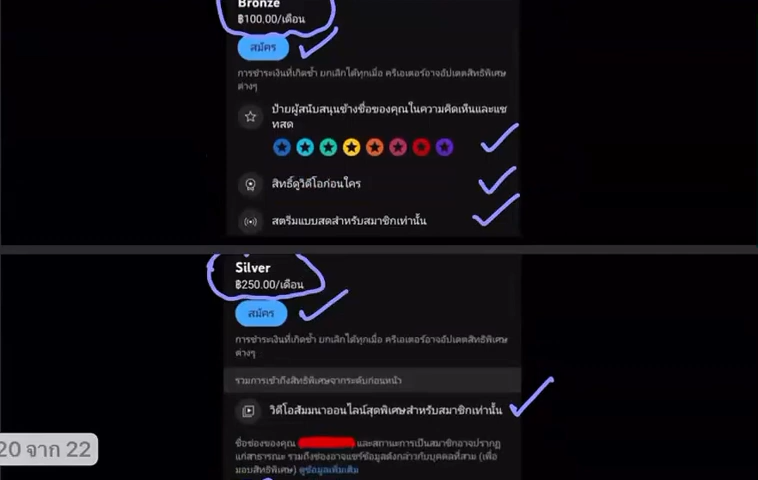 Bronze
฿100.00/เดือน
สมัคร
การชำระเงินที่เกิดซ้ำ ยกเลิกได้ทุกเมื่อ ครีเอเตอร์อาจอัปเดตสิทธิพิเศษ
ต่างๆ
ป้ายผู้สนับสนุนข้างชื่อของคุณในความคิดเห็นและแช
ทสด
สิทธิ์ดูวิดีโอก่อนใคร
สตรีมแบบสดสำหรับสมาชิกเท่านั้น
Silver
฿250.00/เดือน
สมัคร
การชำระเงินที่เกิดซ้ำ ยกเลิกได้ทุกเมื่อ ครีเอเตอร์อาจอัปเดตสิทธิพิเศษ
ต่างๆ
รวมการเข้าถึงสิทธิพิเศษจากระดับก่อนหน้า
วิดีโอสัมมนาออนไลน์สุดพิเศษสำหรับสมาชิกเท่านั้น
ชื่อช่องของคุณ และสถานะการเป็นสมาชิกอาจปรากฏ
แก่สาธารณะ รวมถึงช่องอาจแชร์ข้อมูลดังกล่าวกับบุคคลที่สาม (เพื่อ
มอบสิทธิพิเศษ) ดูข้อมูลเพิ่มเติม
20 จาก 22